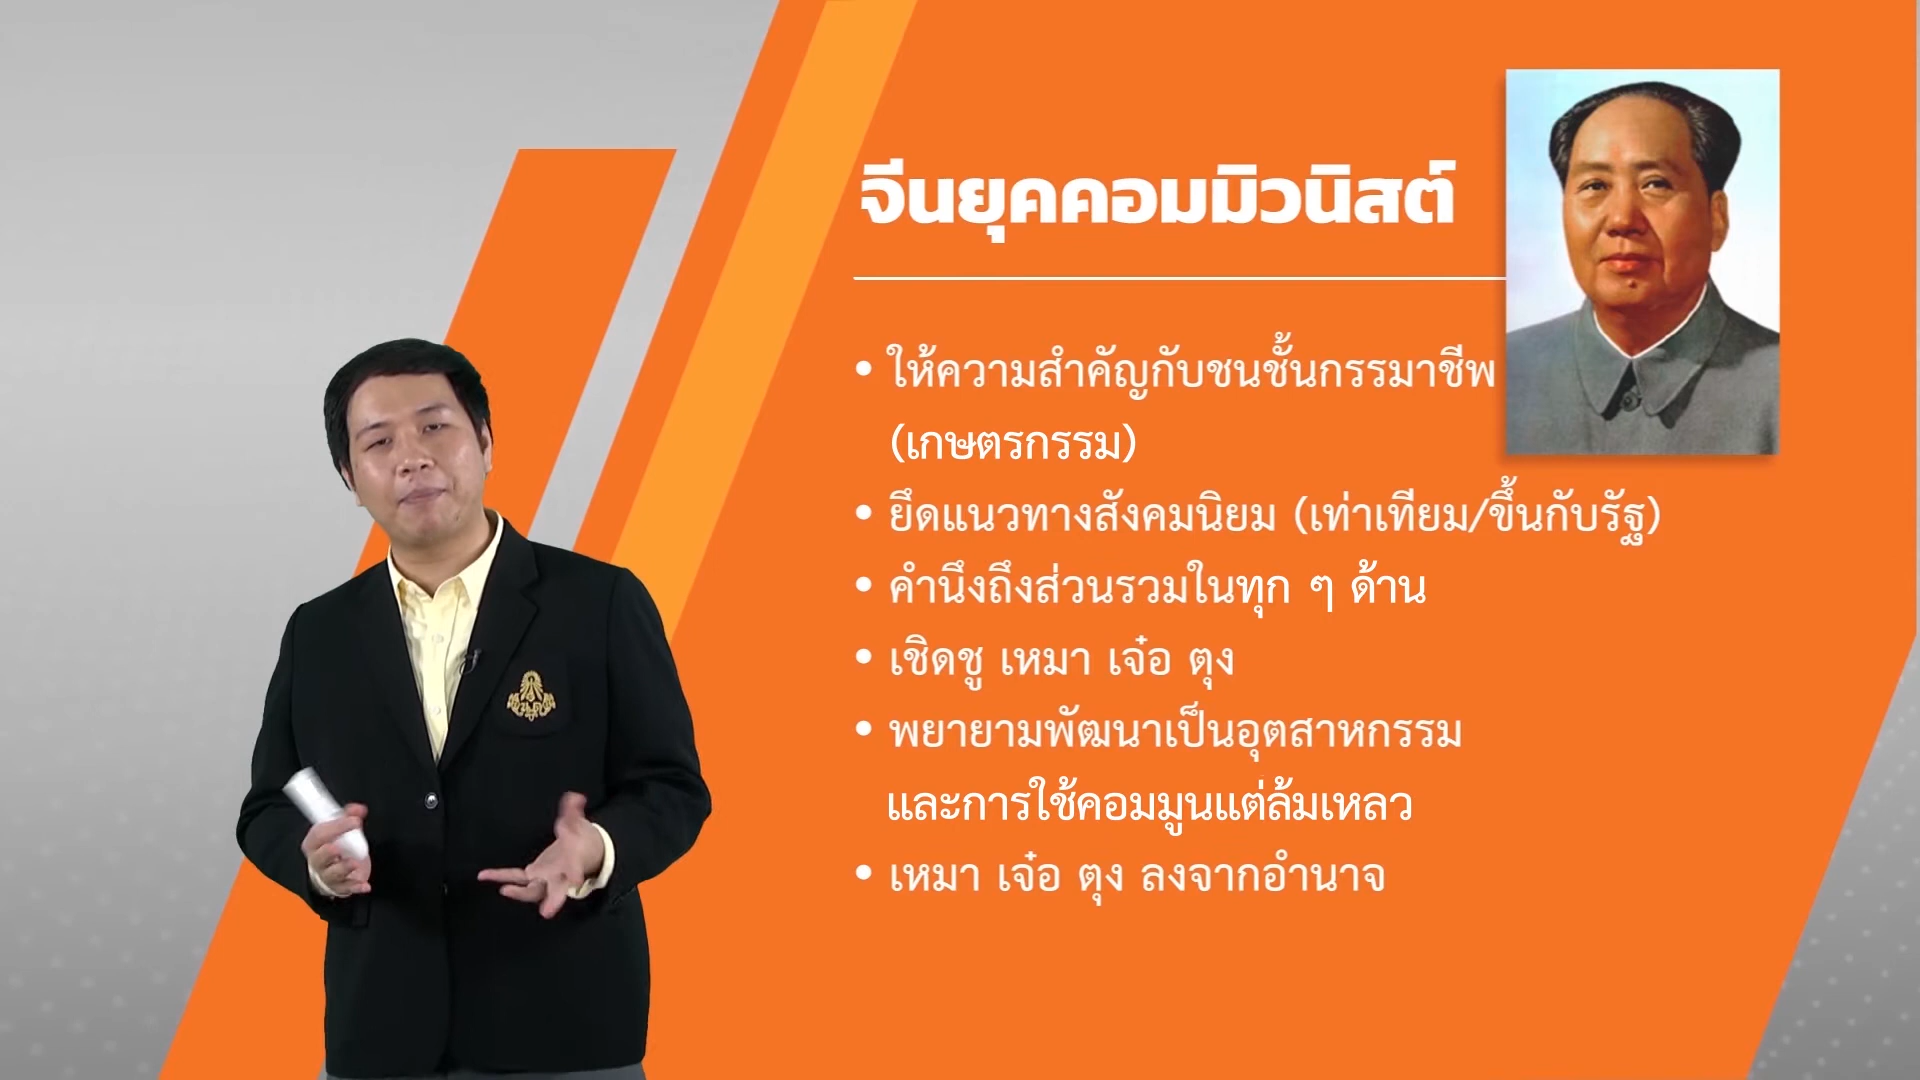 จีนยุคคอมมิวนิสต์
• ให้ความสำคัญกับชนชั้นกรรมาชีพ
(เกษตรกรรม)
• ยึดแนวทางสังคมนิยม (เท่าเทียม/ขึ้นกับรัฐ)
• คำนึงถึงส่วนรวมในทุก ๆ ด้าน
• เชิดชู เหมา เจ๋อ ตุง
• พยายามพัฒนาเป็นอุตสาหกรรม
และการใช้คอมมูนแต่ล้มเหลว
• เหมา เจ๋อ ตุง ลงจากอำนาจ